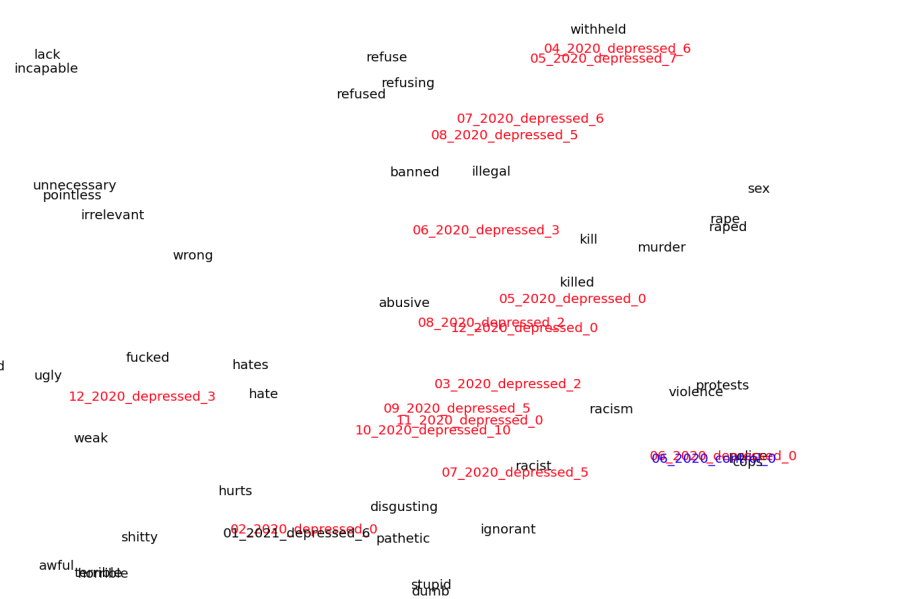 withheld
04_2020_depressed_6
lack
refuse
05_2020_depressed_7
incapable
refusing
refused
07_2020_depressed_6
08_2020_depressed_5
banned
illegal
unnecessary
sex
pointless
irrelevant
rape
raped
06_2020_depressed_3
kill
murder
wrong
killed
05_2020_depressed_0
abusive
08_2020_depressed_2
12_2020_depressed_0
fucked
hates
d
ugly
03_2020_depressed_2
protests
violence
hate
12_2020_depressed_3
09_2020_depressed_5
racism
11_2020_depressed_0
10_2020_depressed_10
weak
06_2020_depressed_0
police
06_2020_control_0
cops
racist
07_2020_depressed_5
hurts
disgusting
02_2020_depressed_0
ignorant
01_2021_depressed_6
shitty
pathetic
awful
terrible
horrible
stupid
dumb